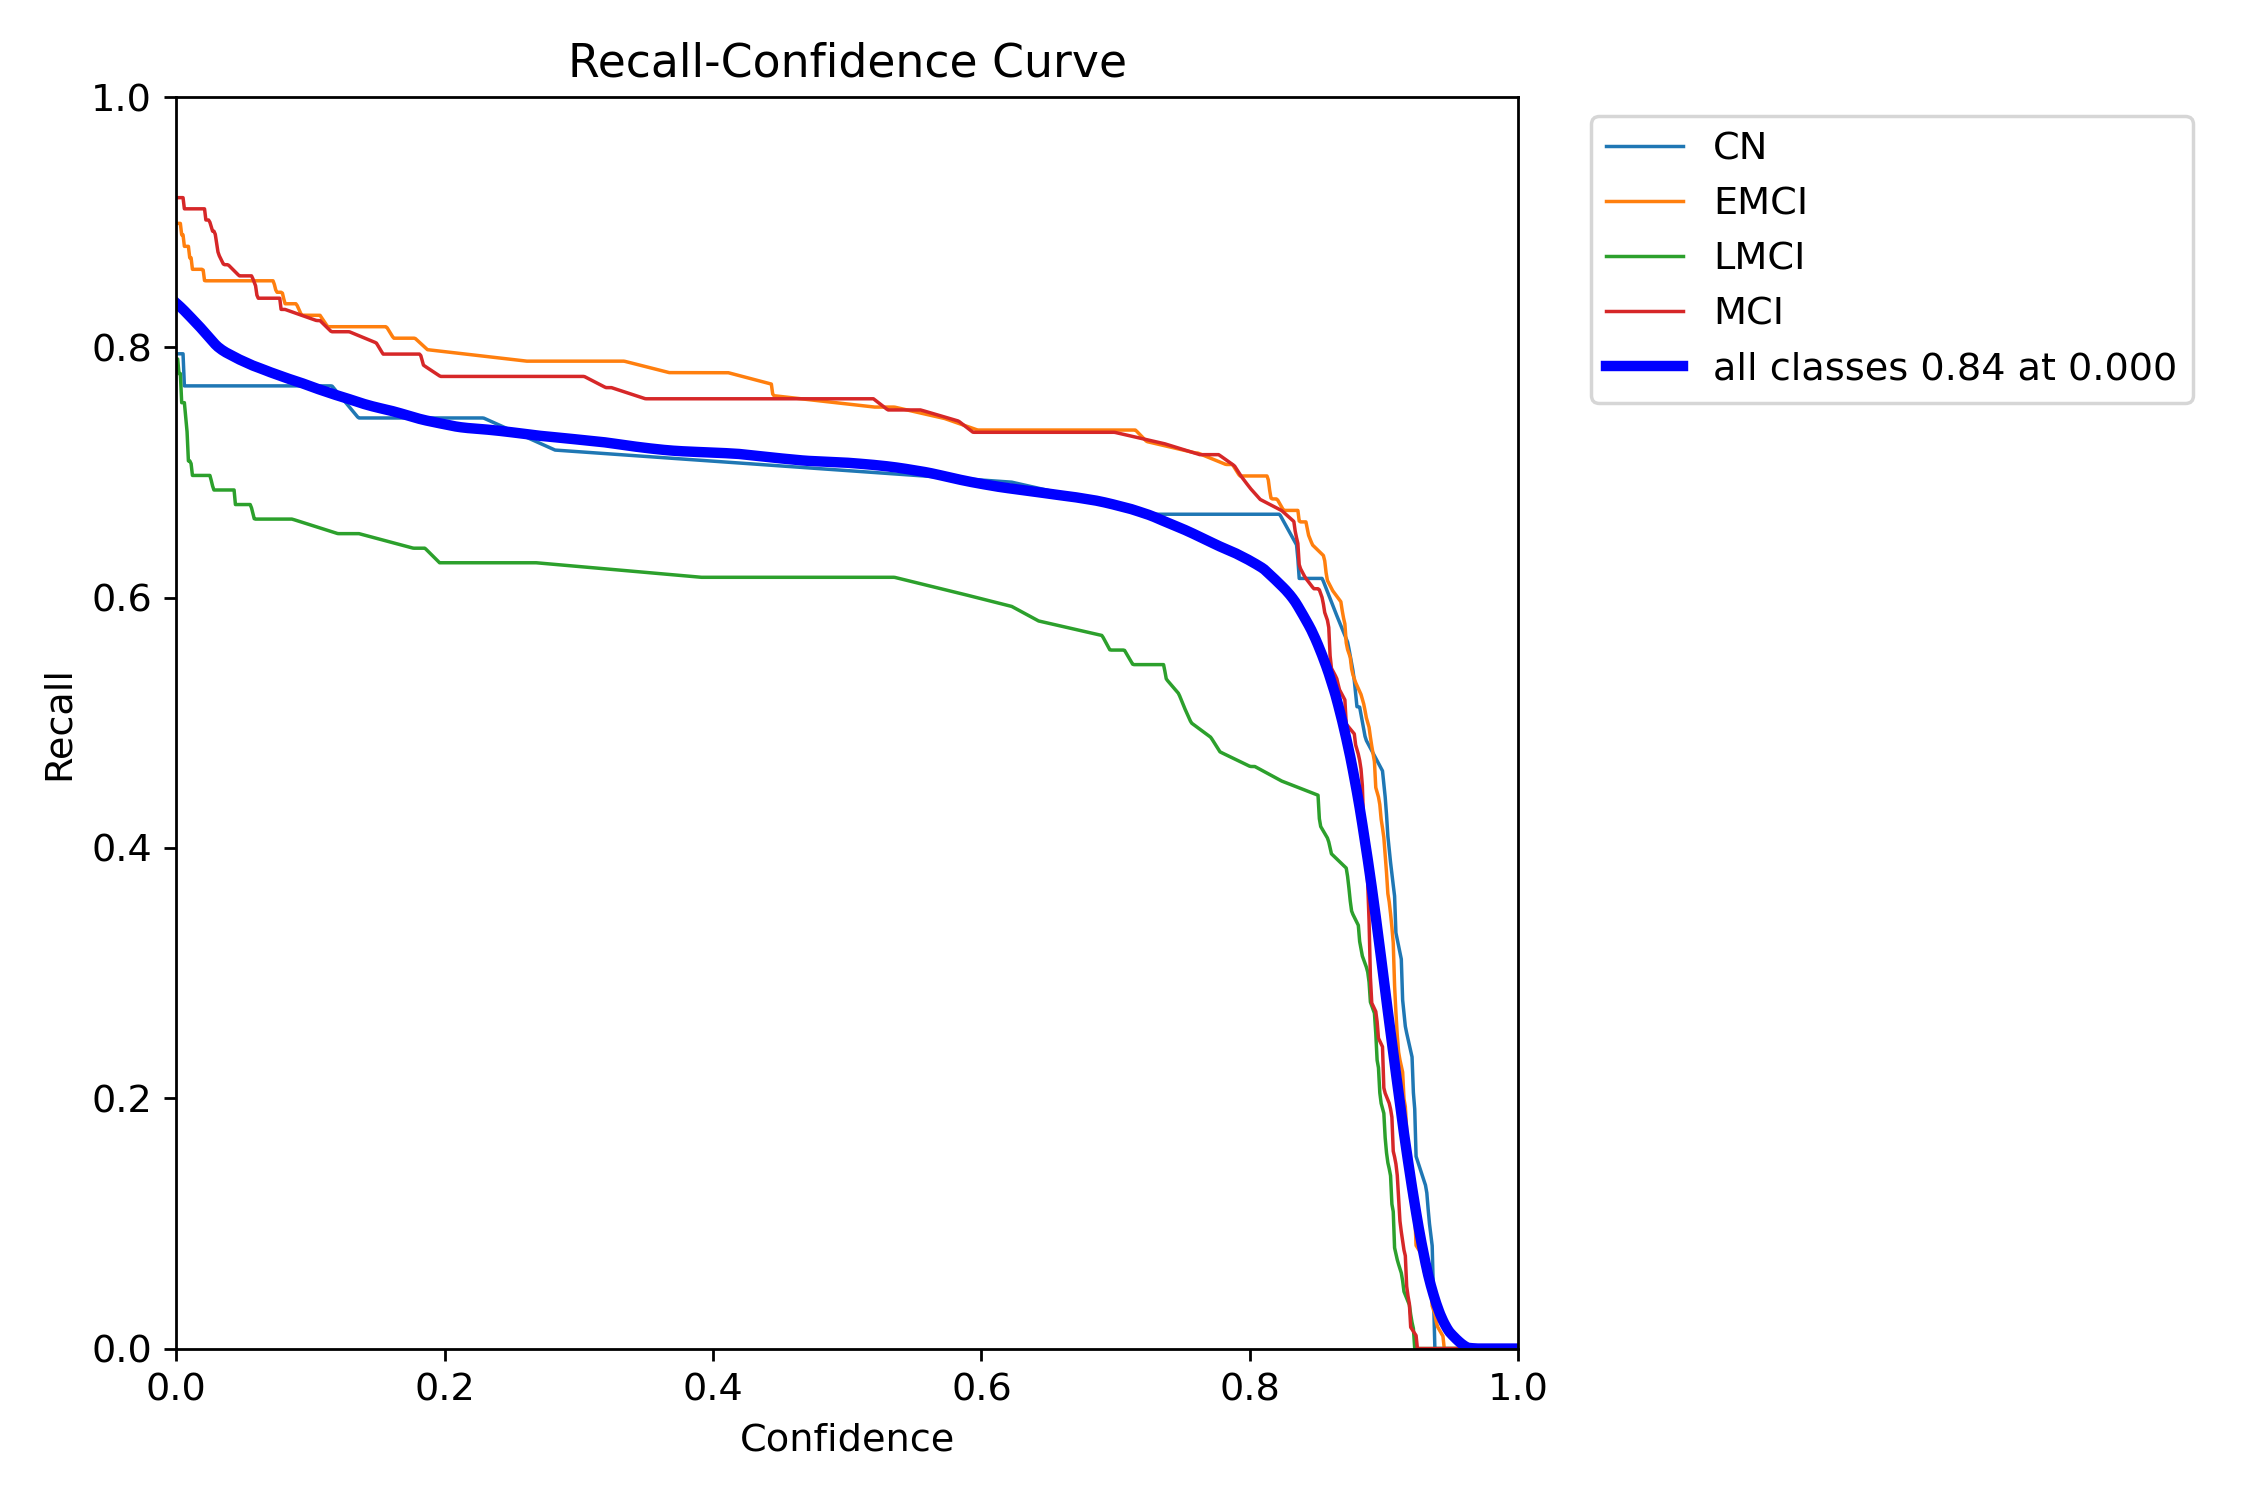 Recall-Confidence Curve
1.0
0.8
0.6
0.4
0.2
0.0
Recall
0.0 0.2 0.4 0.6 0.8 1.0
Confidence
CN
EMCI
LMCI
MCI
all classes 0.84 at 0.000